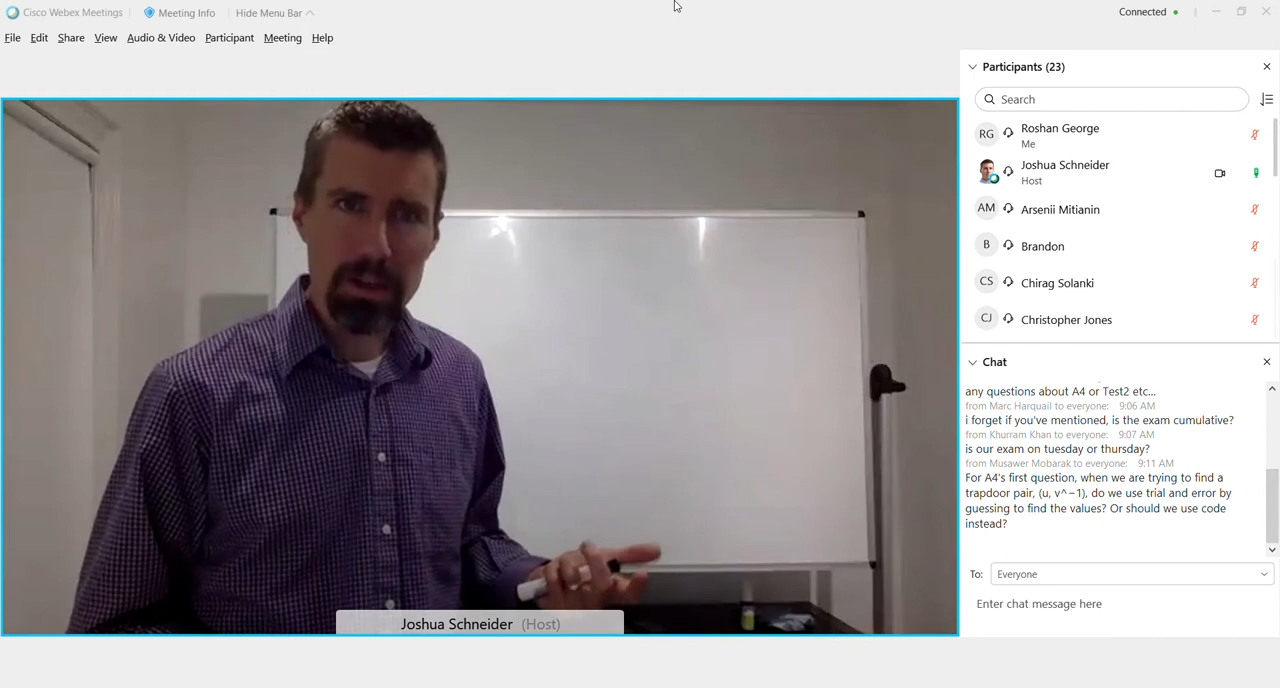 Cisco Webex Meetings
Meeting Info
Hide Menu Bar
Connected
File Edit Share View Audio & Video Participant Meeting Help
Participants (23)
Search
RG Roshan George
Me
Joshua Schneider
Host
AM Arsenii Mitianin
B Brandon
CS Chirag Solanki
CJ Christopher Jones
Chat
any questions about A4 or Test2 etc...
from Marc Harquail to everyone: 9:06 AM
i forget if you've mentioned, is the exam cumulative?
from Khurram Khan to everyone: 9:07 AM
is our exam on tuesday or thursday?
from Musawer Mobarak to everyone: 9:11 AM
For A4's first question, when we are trying to find a
trapdoor pair, (u, v^−1), do we use trial and error by
guessing to find the values? Or should we use code
instead?
To: Everyone
Enter chat message here
Joshua Schneider (Host)